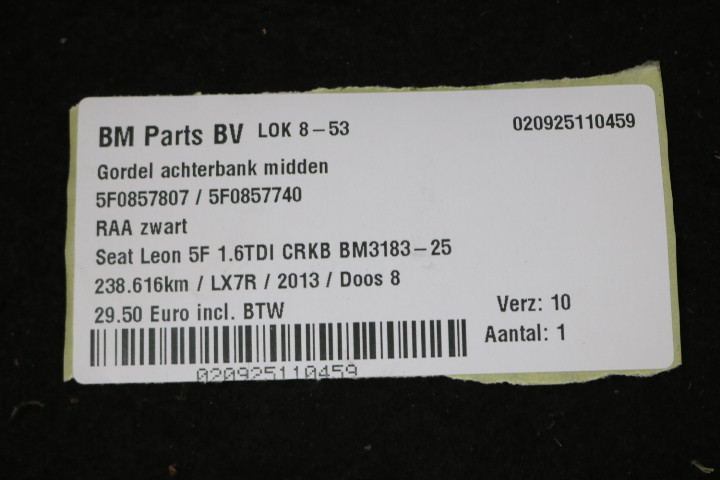 BM Parts BV LOK 8-53 020925110459
Gordel achterbank midden
5F0857807 / 5F0857740
RAA zwart
Seat Leon 5F 1.6TDI CRKB BM3183-25
238.616km / LX7R / 2013 / Doos 8
29.50 Euro incl. BTW Verz: 10
Aantal: 1
020925110459